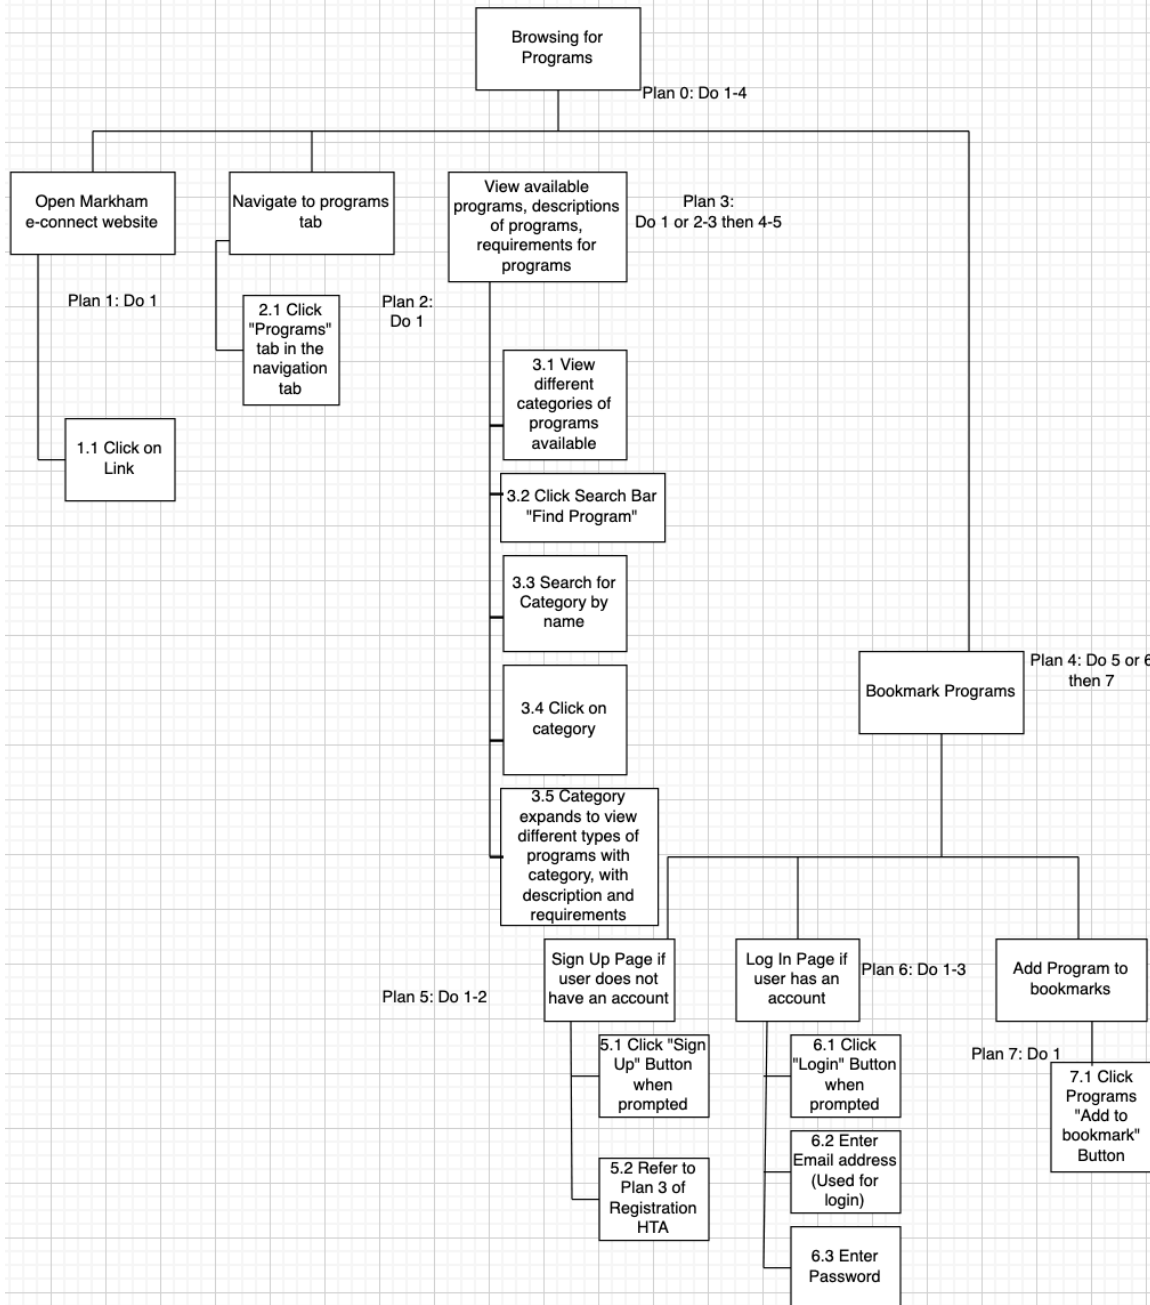 Browsing for
Programs
Plan 0: Do 1-4
Open Markham
e-connect website
Navigate to programs
tab
View available
programs, descriptions
of programs,
requirements for
programs
Plan 3:
Do 1 or 2-3 then 4-5
Plan 1: Do 1
2.1 Click
"Programs"
tab in the
navigation
tab
Plan 2:
Do 1
1.1 Click on
Link
3.1 View
different
categories of
programs
available
3.2 Click Search Bar
"Find Program"
3.3 Search for
Category by
name
3.4 Click on
category
3.5 Category
expands to view
different types of
programs with
category, with
description and
requirements
Bookmark Programs
Plan 4: Do 5 or 6
then 7
Sign Up Page if
user does not
have an account
Plan 5: Do 1-2
Log In Page if
user has an
account
Plan 6: Do 1-3
Add Program to
bookmarks
5.1 Click "Sign
Up" Button
when
prompted
5.2 Refer to
Plan 3 of
Registration
HTA
6.1 Click
"Login" Button
when
prompted
6.2 Enter
Email address
(Used for
login)
6.3 Enter
Password
Plan 7: Do 1
7.1 Click
Programs
"Add to
bookmark"
Button